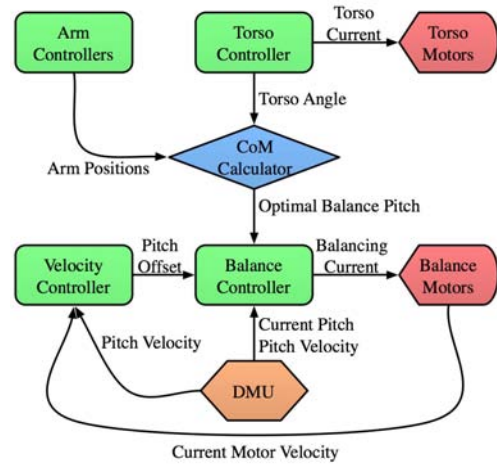 Arm
Controllers
Torso
Controller
Torso
Current
Torso
Motors
Torso Angle
Arm Positions
CoM
Calculator
Optimal Balance Pitch
Velocity
Controller
Pitch
Offset
Balance
Controller
Balancing
Current
Balance
Motors
Pitch Velocity
Current Pitch
Pitch Velocity
DMU
Current Motor Velocity